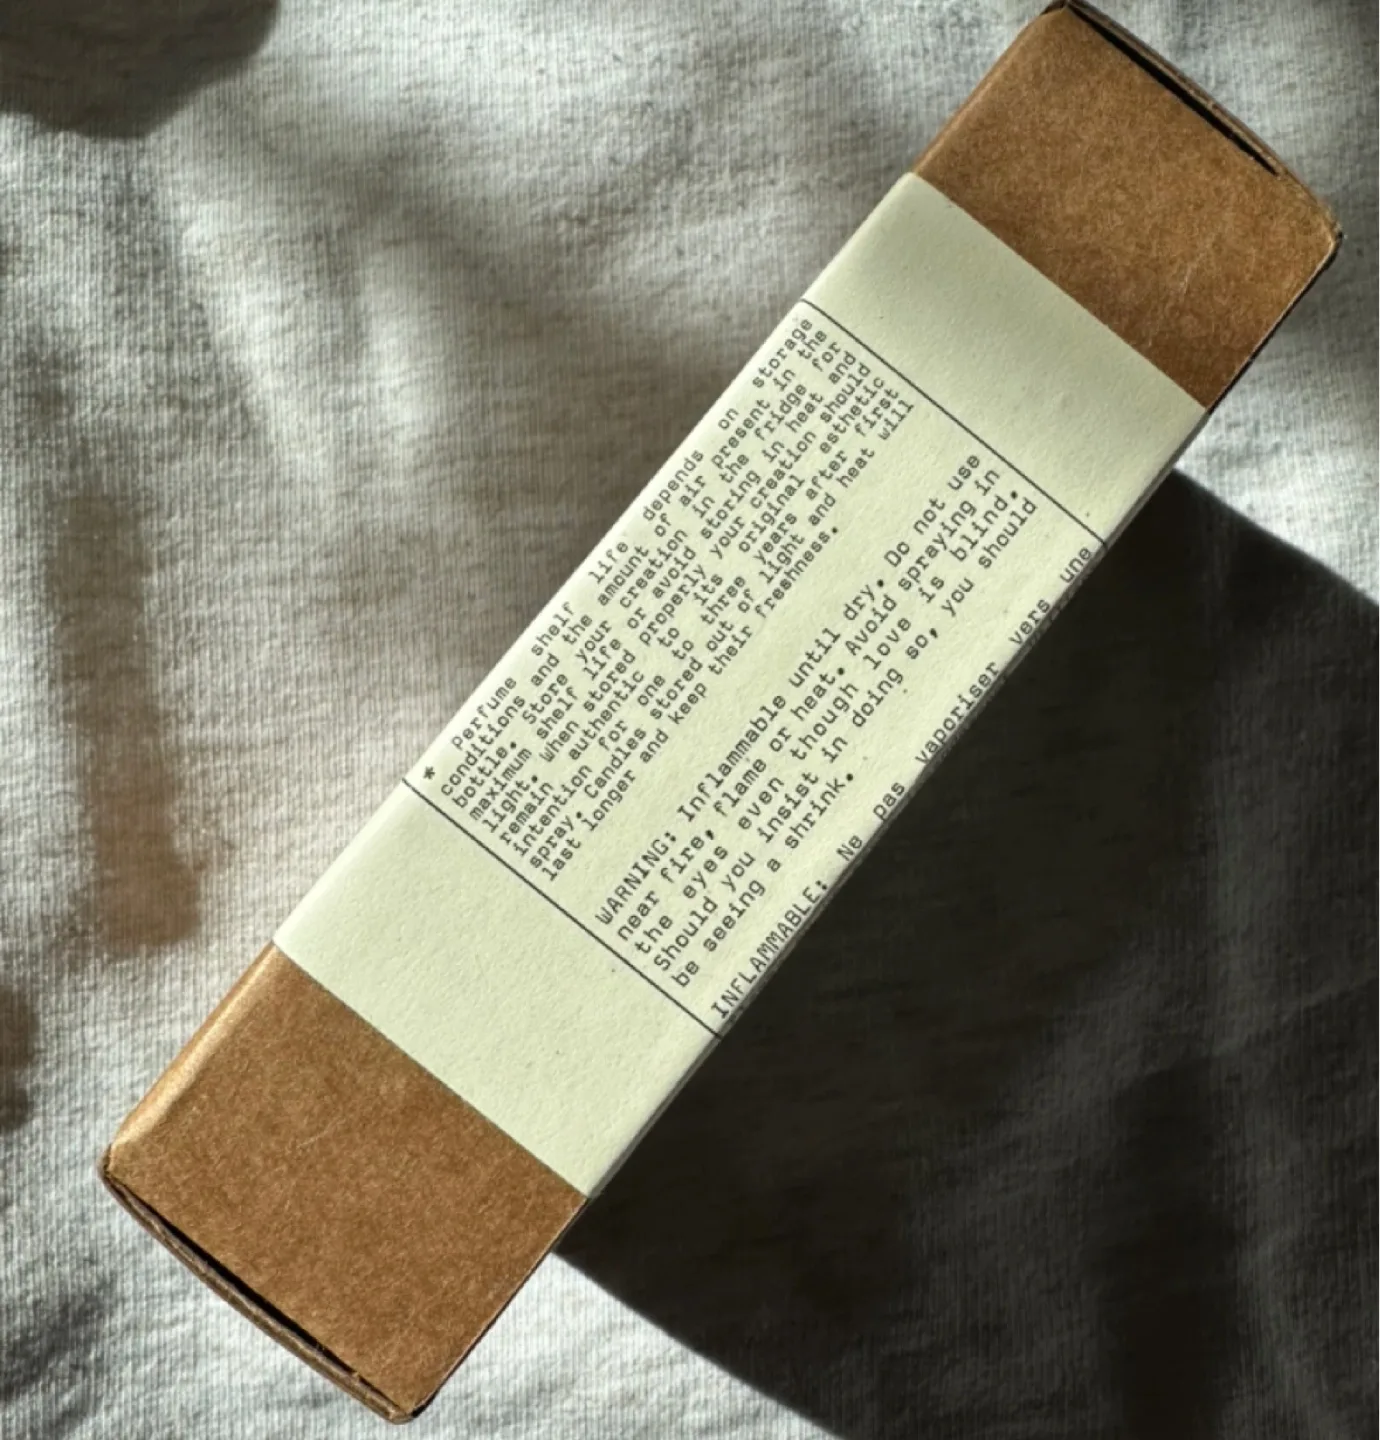 * Perfume shelf life depends on storage
conditions and the amount of air present in the
bottle. Store your creation in the fridge for
maximum shelf life or avoid storing in heat and
light. When stored properly your creation should
remain authentic to its original esthetic
intention for one to three years after first
spray. Candles stored out of light and heat will
last longer and keep their freshness.
WARNING: Inflammable until dry. Do not use
near fire, flame or heat. Avoid spraying in
the eyes even though love is blind.
Should you insist in doing so, you should
be seeing a shrink.
INFLAMMABLE: Ne pas vaporiser vers une